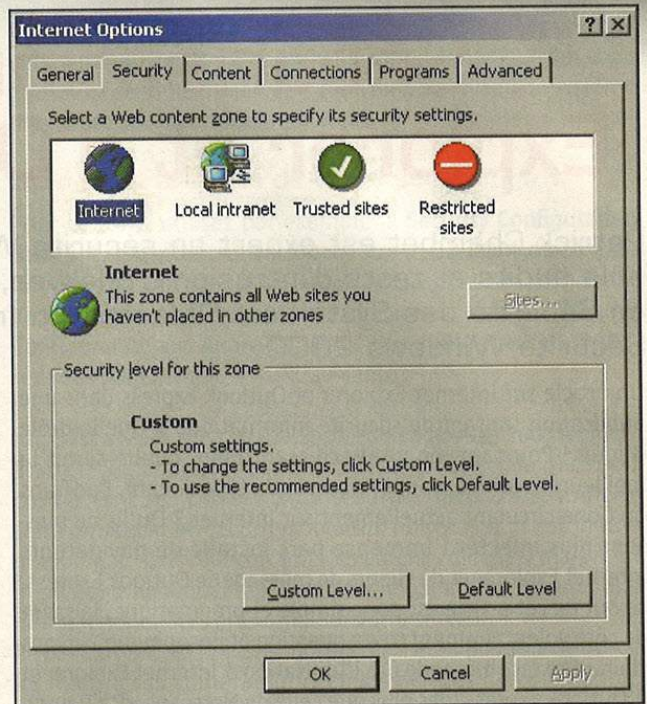 Internet Options
General Security Content Connections Programs Advanced
Select a Web content zone to specify its security settings.
Internet Local intranet Trusted sites Restricted sites
Internet
This zone contains all Web sites you
haven't placed in other zones
Sites...
Security level for this zone
Custom
Custom settings.
- To change the settings, click Custom Level.
- To use the recommended settings, click Default Level.
Custom Level... Default Level
OK Cancel Apply